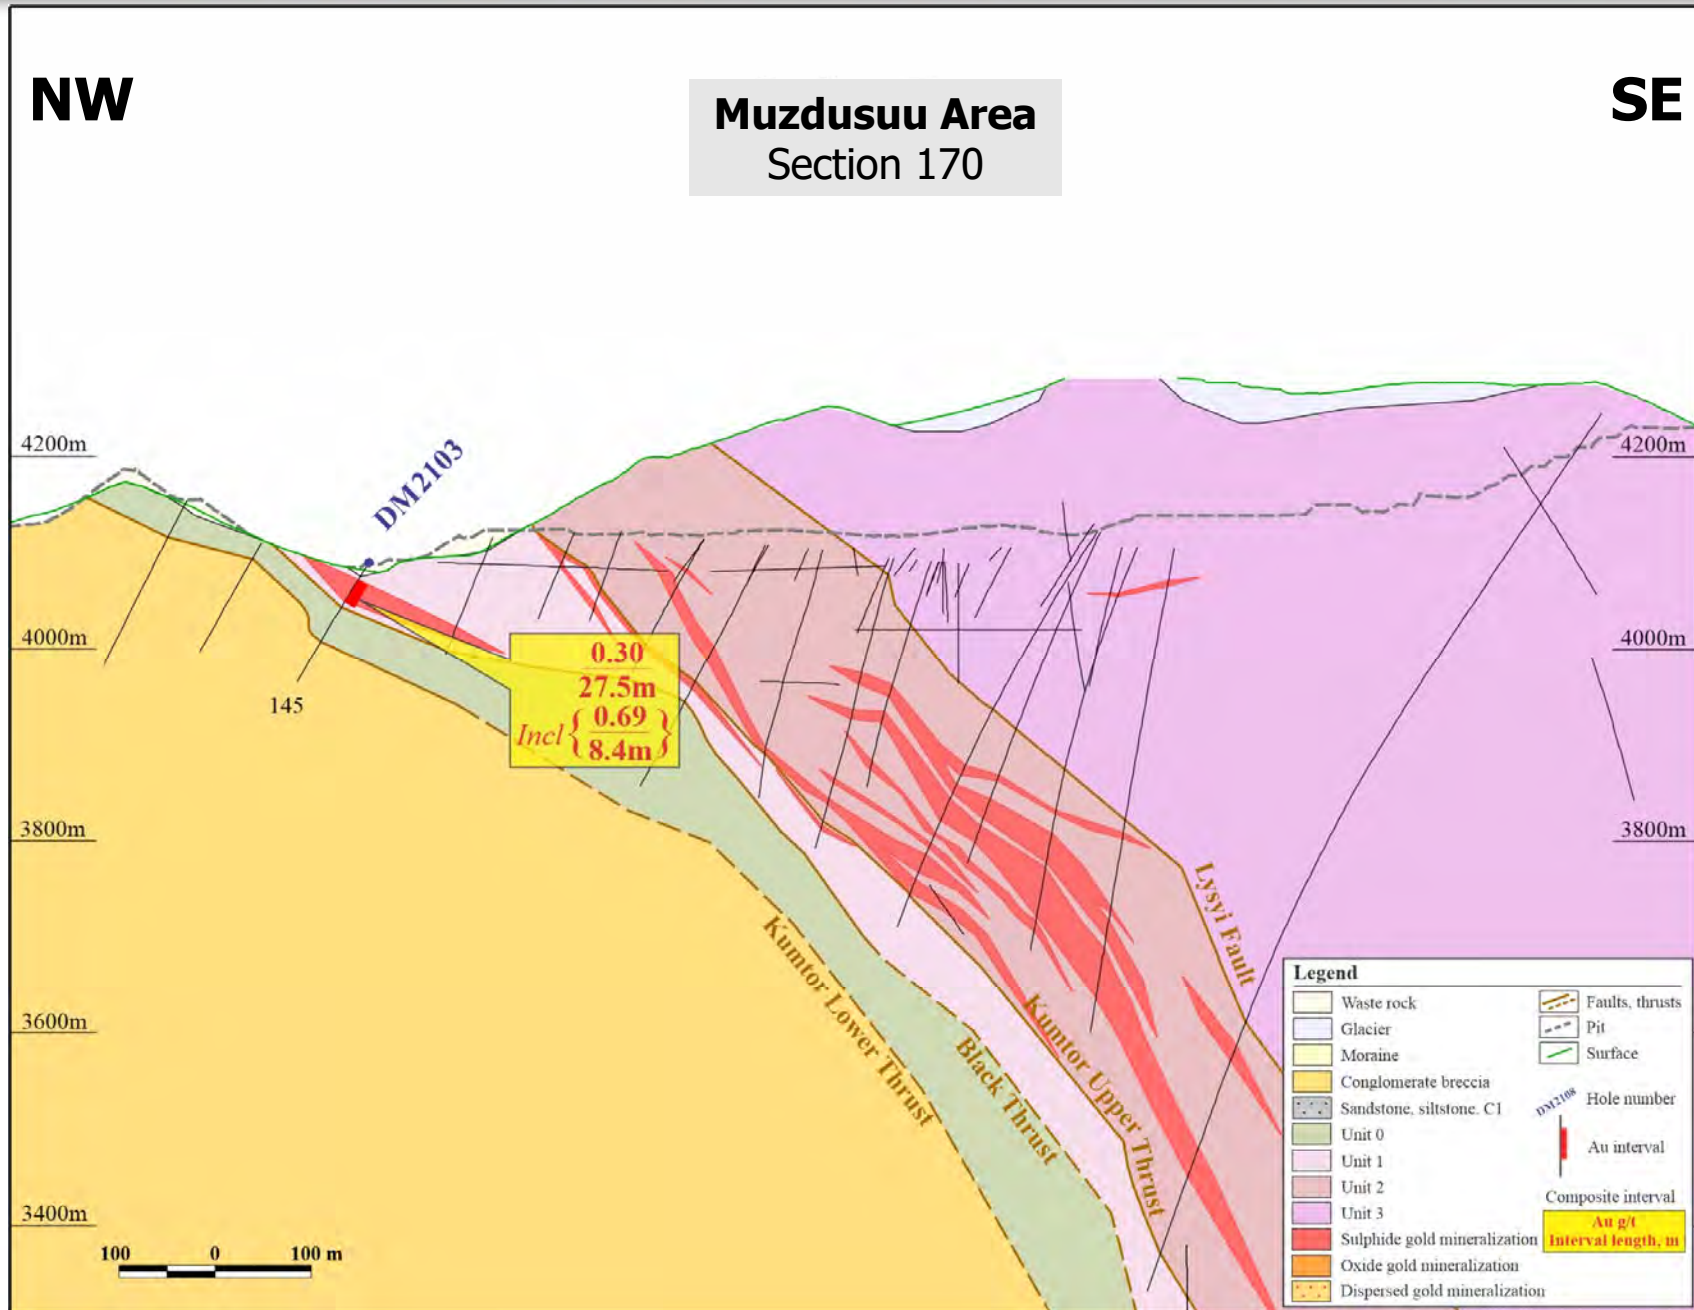 NW
Muzdusuu Area
Section 170
SE
4200m
4200m
DM2103
4000m
4000m
145
0.30
27.5m
Incl { 0.69 }
8.4m
3800m
3800m
Lysyi Fault
Kumtor Lower Thrust
Black Thrust
Kumtor Upper Thrust
3600m
3400m
100 0 100 m
Legend
Waste rock
Glacier
Moraine
Conglomerate breccia
Sandstone, siltstone. C1
Unit 0
Unit 1
Unit 2
Unit 3
Sulphide gold mineralization
Oxide gold mineralization
Dispersed gold mineralization
Faults, thrusts
Pit
Surface
DM2108 Hole number
Au interval
Composite interval
Au g/t
Interval length, m